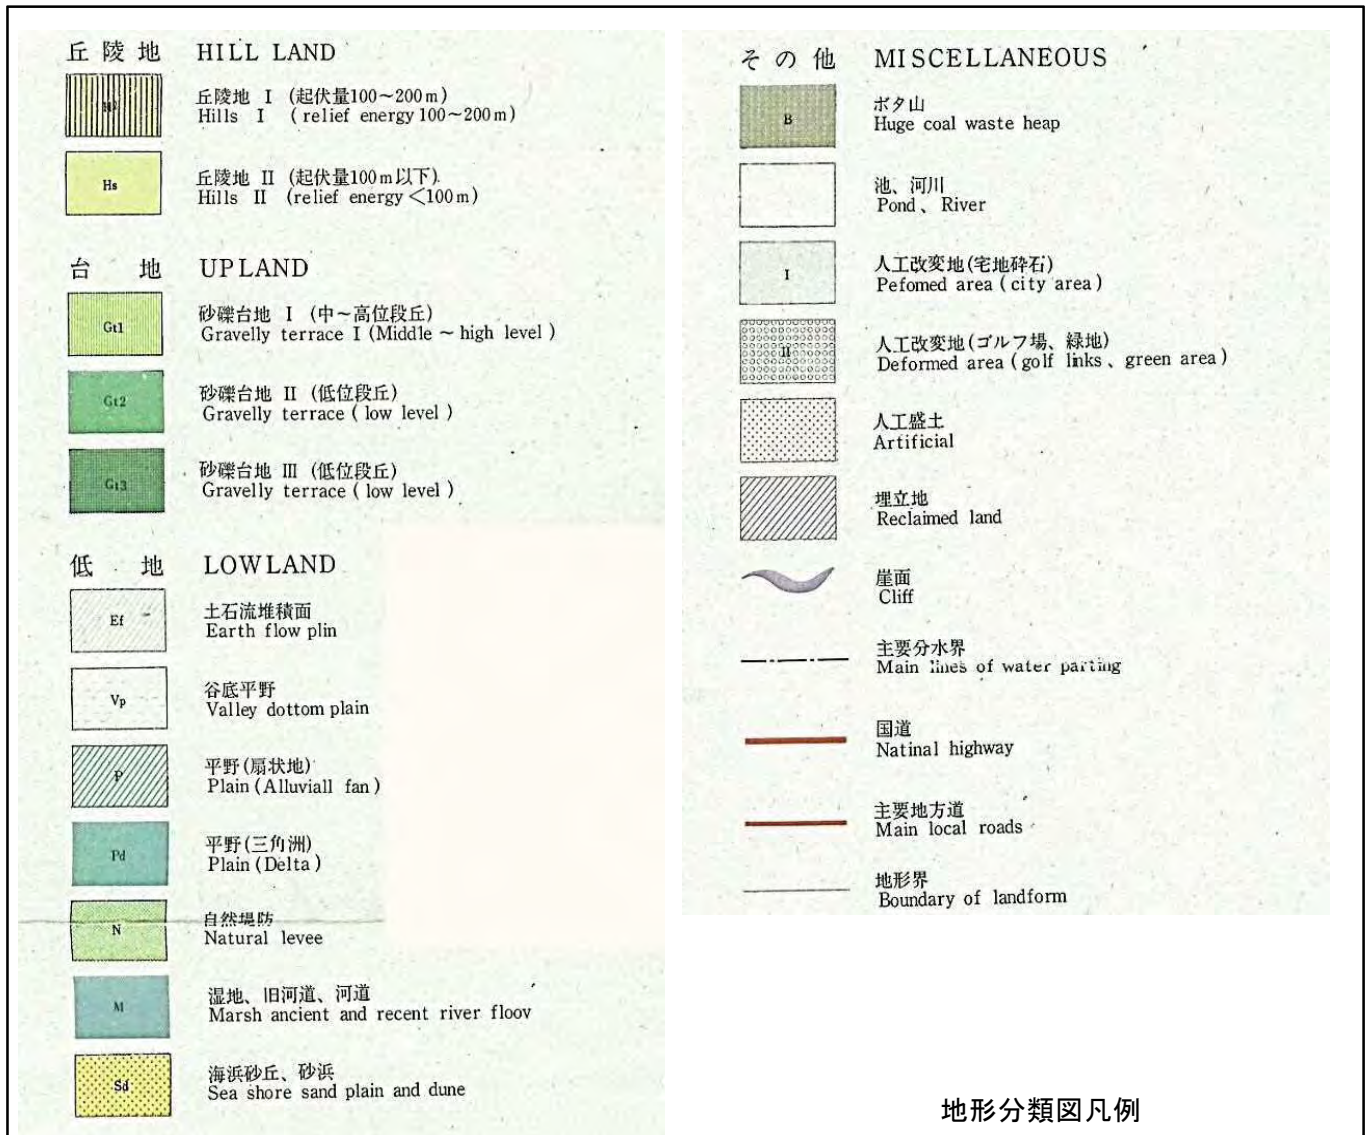 丘陵地 HILL LAND
H
丘陵地 I (起伏量100~200m)
Hills I (relief energy 100~200m)
Hs
丘陵地 II (起伏量100m以下)
Hills II (relief energy <100m)
台地 UPLAND
Gt1
砂礫台地 I (中~高位段丘)
Gravelly terrace I (Middle ~ high level)
Gt2
砂礫台地 II (低位段丘)
Gravelly terrace (low level)
Gt3
砂礫台地 III (低位段丘)
Gravelly terrace (low level)
低地 LOWLAND
Ef
土石流堆積面
Earth flow plin
Vp
谷底平野
Valley dottom plain
P
平野(扇状地)
Plain (Alluviall fan)
Pd
平野(三角洲)
Plain (Delta)
N
自然堤防
Natural levee
M
湿地、旧河道、河道
Marsh ancient and recent river floov
Sd
海浜砂丘、砂浜
Sea shore sand plain and dune
その他 MISCELLANEOUS
B
ボタ山
Huge coal waste heap
池、河川
Pond、River
I
人工改変地(宅地砕石)
Pefomed area (city area)
II
人工改変地(ゴルフ場、緑地)
Deformed area (golf links、green area)
人工盛土
Artificial
埋立地
Reclaimed land
崖面
Cliff
主要分水界
Main lines of water parting
国道
Natinal highway
主要地方道
Main local roads
地形界
Boundary of landform
地形分類図凡例